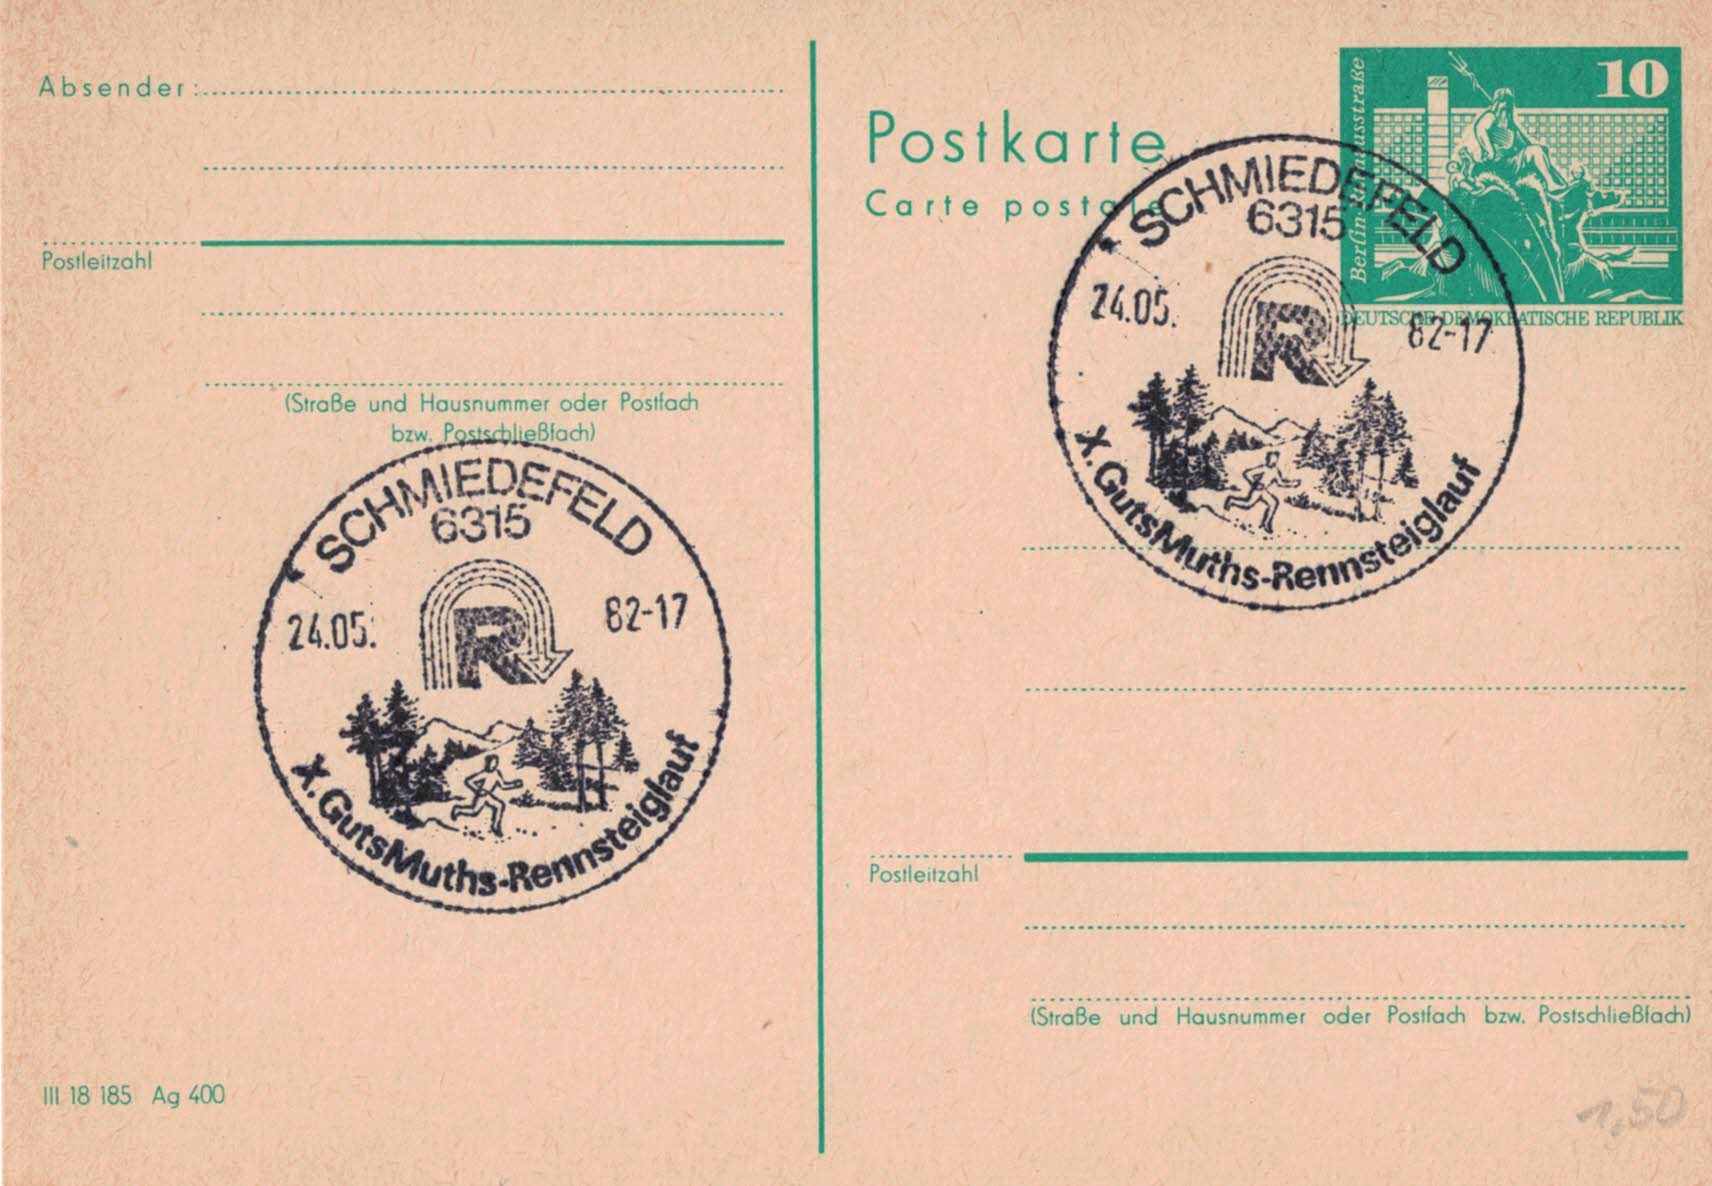 Absender:
Postleitzahl
(Straße und Hausnummer oder Postfach
bzw. Postschließfach)
SCHMIEDEFELD
6315
24.05. 82-17
R
X. GutsMuths-Rennsteiglauf
III 18 185 Ag 400
Postkarte
Carte postale
10
Berlin
DEUTSCHE DEMOKRATISCHE REPUBLIK
SCHMIEDEFELD
6315
24.05. 82-17
R
X. GutsMuths-Rennsteiglauf
Postleitzahl
(Straße und Hausnummer oder Postfach bzw. Postschließfach)
1,50